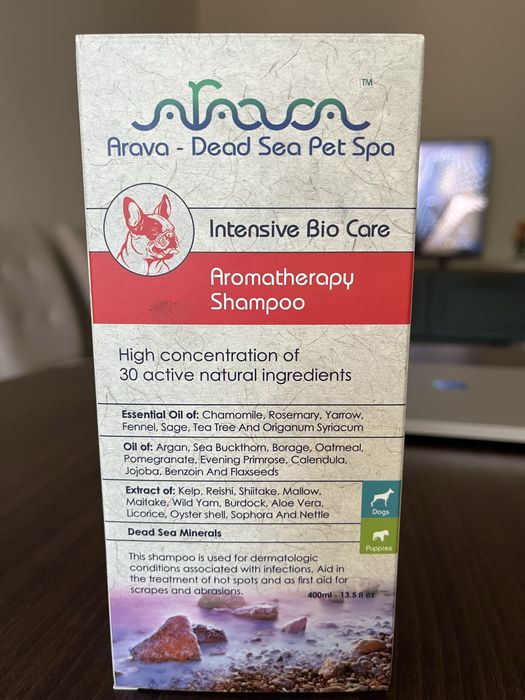 Arava ™
Arava - Dead Sea Pet Spa
Intensive Bio Care
Aromatherapy
Shampoo
High concentration of
30 active natural ingredients
Essential Oil of: Chamomile, Rosemary, Yarrow,
Fennel, Sage, Tea Tree And Origanum Syriacum
Oil of: Argan, Sea Buckthorn, Borage, Oatmeal,
Pomegranate, Evening Primrose, Calendula,
Jojoba, Benzoin And Flaxseeds
Extract of: Kelp, Reishi, Shiitake, Mallow,
Maitake, Wild Yam, Burdock, Aloe Vera,
Licorice, Oyster shell, Sophora And Nettle
Dogs
Dead Sea Minerals
Puppies
This shampoo is used for dermatologic
conditions associated with infections. Aid in
the treatment of hot spots and as first aid for
scrapes and abrasions.
400ml - 13.5 fl oz